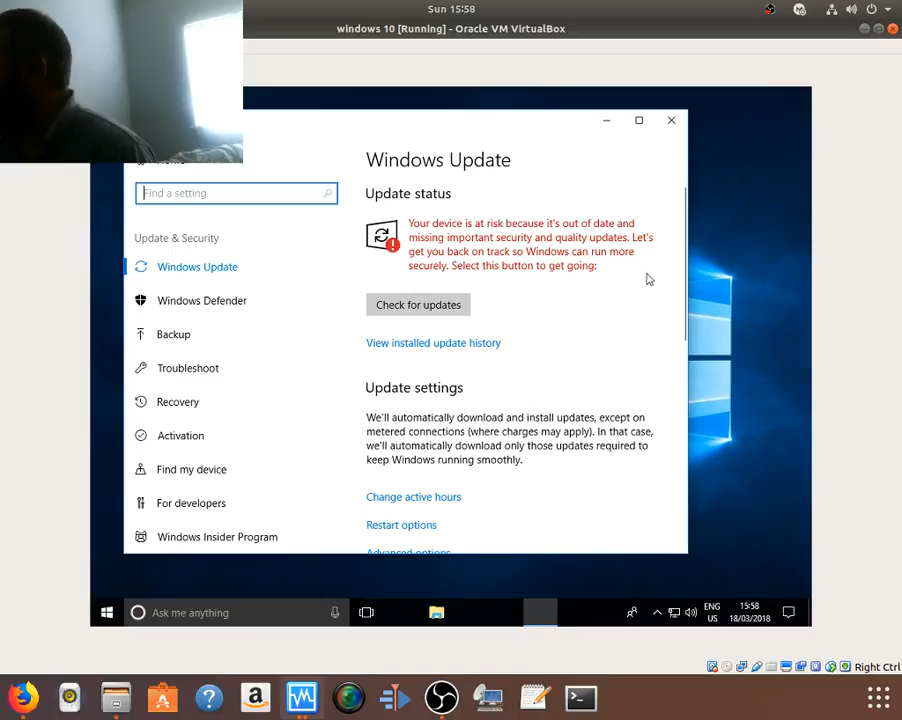 Sun 15:58
windows 10 [Running] - Oracle VM VirtualBox
Windows Update
Find a setting
Update status
Your device is at risk because it's out of date and
missing important security and quality updates. Let's
get you back on track so Windows can run more
securely. Select this button to get going:
Update & Security
Windows Update
Windows Defender
Check for updates
Backup
View installed update history
Troubleshoot
Update settings
Recovery
We'll automatically download and install updates, except on
metered connections (where charges may apply). In that case,
we'll automatically download only those updates required to
keep Windows running smoothly.
Activation
Find my device
Change active hours
For developers
Restart options
Windows Insider Program
Advanced options
Ask me anything
ENG
US
15:58
18/03/2018
Right Ctrl